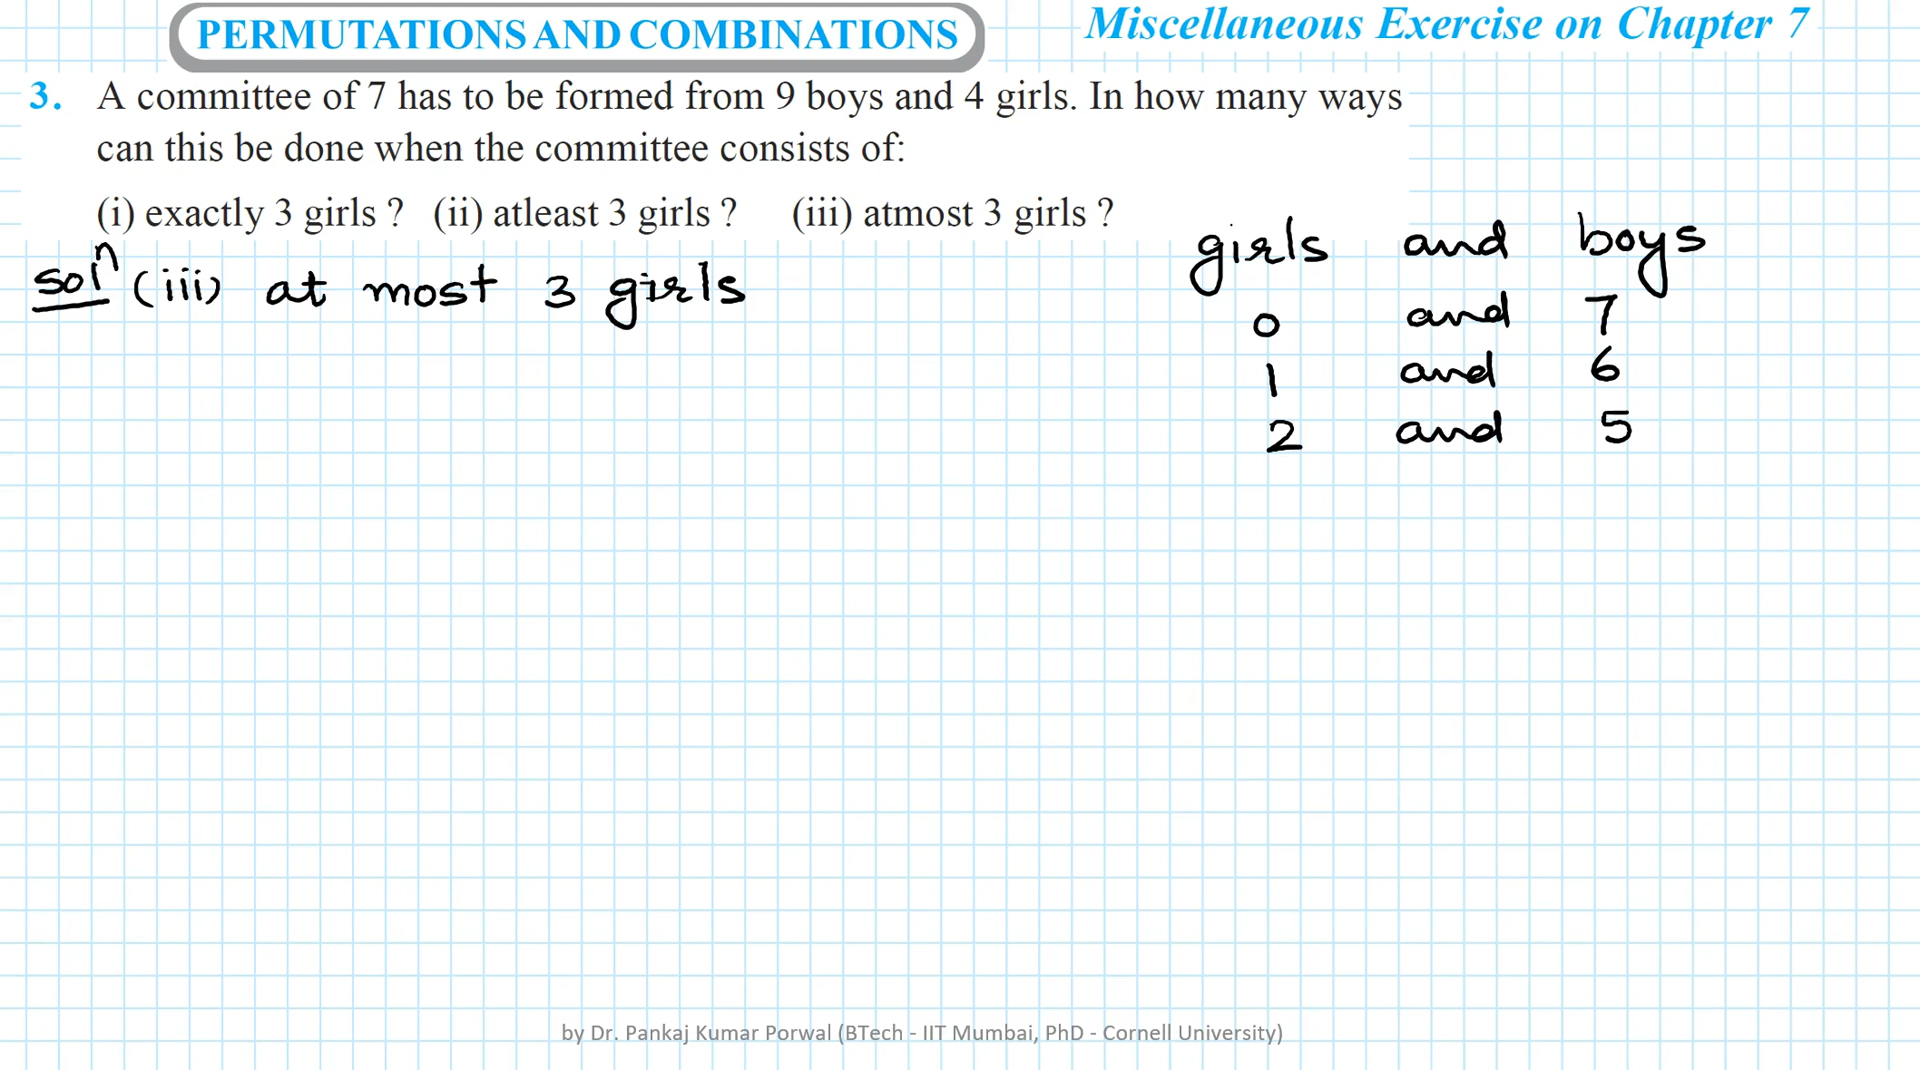 PERMUTATIONS AND COMBINATIONS
Miscellaneous Exercise on Chapter 7
3. A committee of 7 has to be formed from 9 boys and 4 girls. In how many ways
can this be done when the committee consists of:
(i) exactly 3 girls ? (ii) atleast 3 girls ? (iii) atmost 3 girls ?
solⁿ (iii) at most 3 girls
girls and boys
0 and 7
1 and 6
2 and 5
by Dr. Pankaj Kumar Porwal (BTech - IIT Mumbai, PhD - Cornell University)